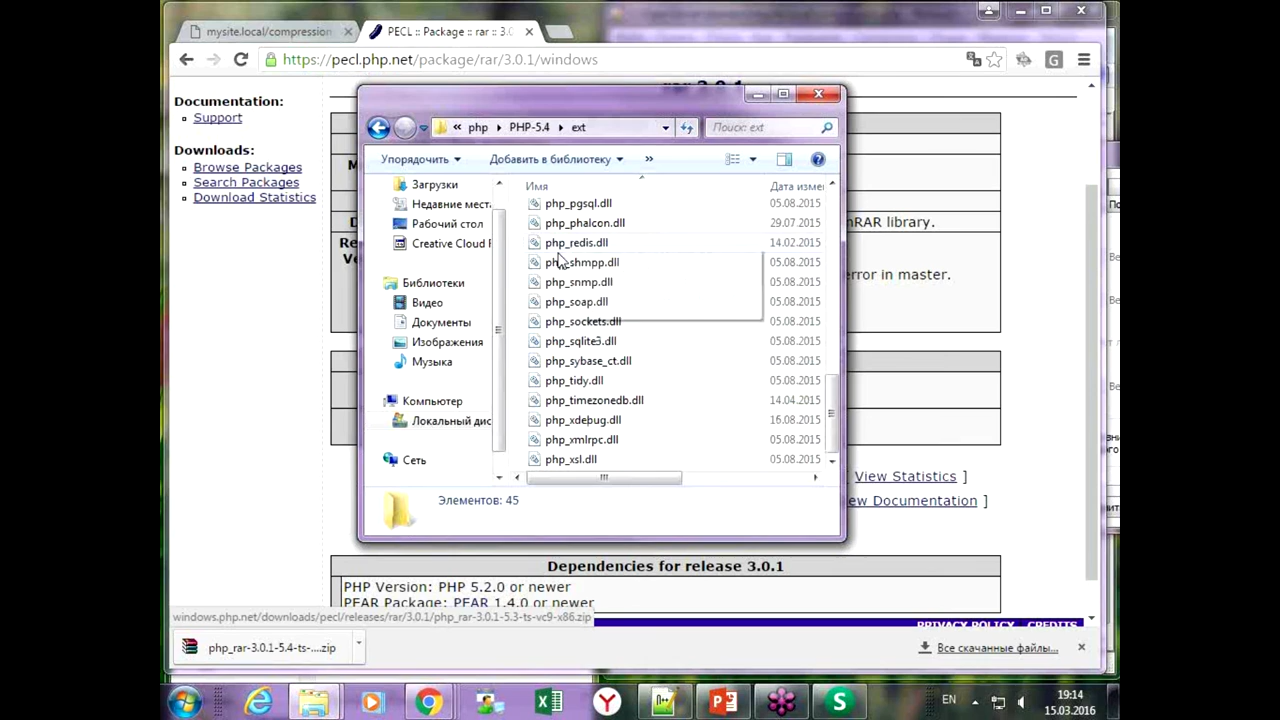 mysite.local/compression
PECL :: Package :: rar :: 3.0
https://pecl.php.net/package/rar/3.0.1/windows
Documentation:
Support
Downloads:
Browse Packages
Search Packages
Download Statistics
php
PHP-5.4
ext
Поиск: ext
Упорядочить
Добавить в библиотеку
»
Загрузки
Недавние места
Рабочий стол
Creative Cloud F
Библиотеки
Видео
Документы
Изображения
Музыка
Компьютер
Локальный дис
Сеть
Имя
Дата измен
php_pgsql.dll 05.08.2015
php_phalcon.dll 29.07.2015
php_redis.dll 14.02.2015
php_shmpp.dll 05.08.2015
php_snmp.dll 05.08.2015
php_soap.dll 05.08.2015
php_sockets.dll 05.08.2015
php_sqlite3.dll 05.08.2015
php_sybase_ct.dll 05.08.2015
php_tidy.dll 05.08.2015
php_timezonedb.dll 14.04.2015
php_xdebug.dll 16.08.2015
php_xmlrpc.dll 05.08.2015
php_xsl.dll 05.08.2015
Элементов: 45
nRAR library.
error in master.
View Statistics ]
ew Documentation ]
Dependencies for release 3.0.1
PHP Version: PHP 5.2.0 or newer
PEAR Package: PEAR 1.4.0 or newer
PRIVACY POLICY
CREDITS
windows.php.net/downloads/pecl/releases/rar/3.0.1/php_rar-3.0.1-5.3-ts-vc9-x86.zip
php_rar-3.0.1-5.4-ts-....zip
Все скачанные файлы...
EN
19:14
15.03.2016